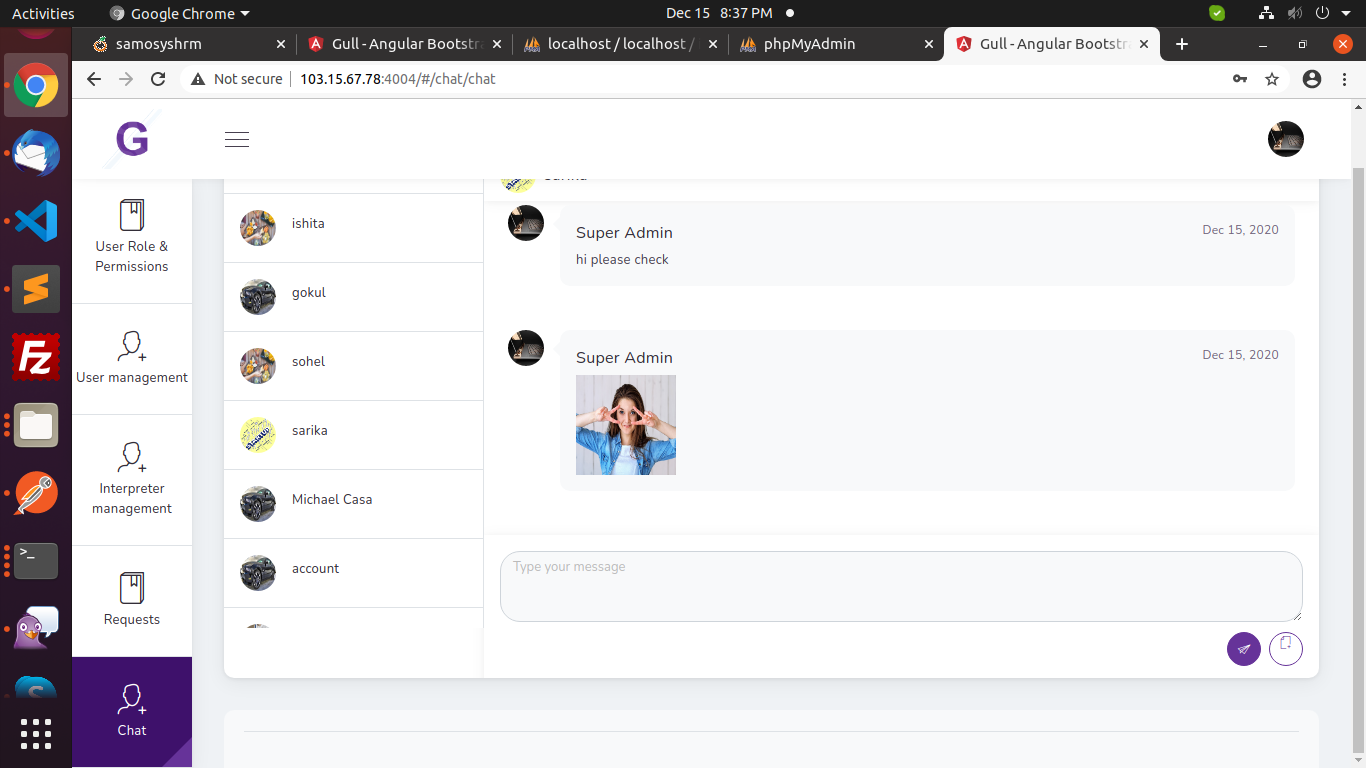 Activities
Google Chrome
Dec 15 8:37 PM
samosyshrm
Gull - Angular Bootstra
localhost / localhost /
phpMyAdmin
Gull - Angular Bootstra
Not secure
103.15.67.78:4004/#/chat/chat
G
User Role &
Permissions
User management
Interpreter
management
Requests
Chat
ishita
gokul
sohel
sarika
Michael Casa
account
Super Admin
Dec 15, 2020
hi please check
Super Admin
Dec 15, 2020
Type your message